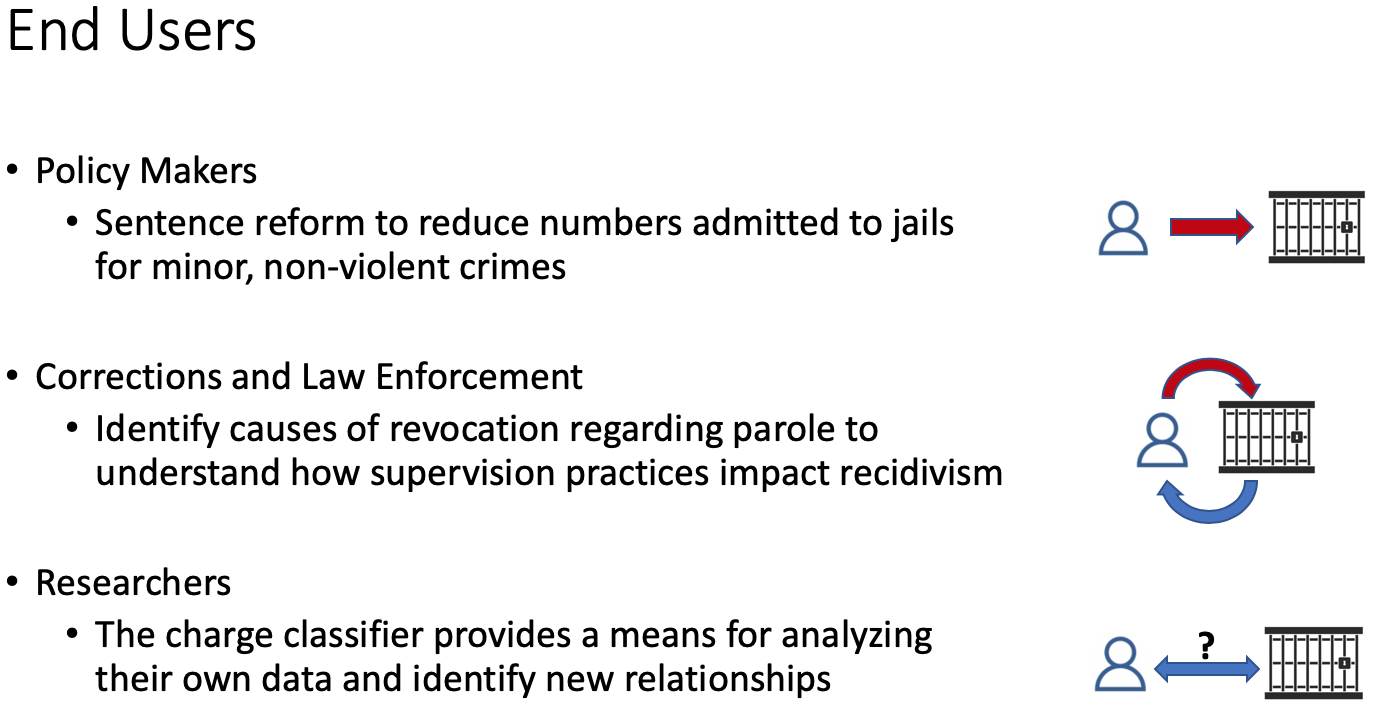 End Users
• Policy Makers
• Sentence reform to reduce numbers admitted to jails
for minor, non-violent crimes
• Corrections and Law Enforcement
• Identify causes of revocation regarding parole to
understand how supervision practices impact recidivism
• Researchers
• The charge classifier provides a means for analyzing
their own data and identify new relationships
?